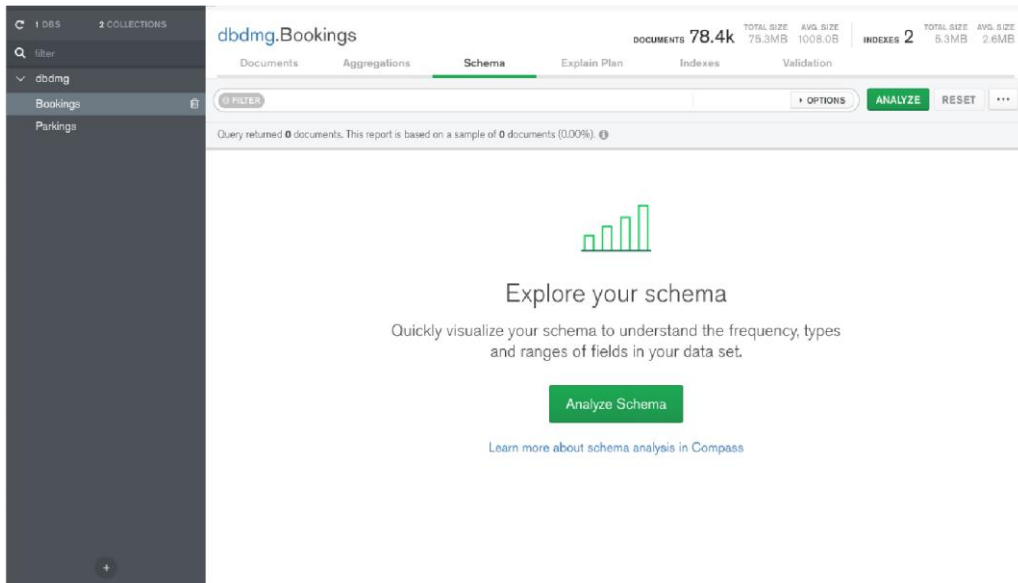 1 DBS 2 COLLECTIONS
filter
dbdmg
Bookings
Parkings
dbdmg.Bookings
DOCUMENTS 78.4k TOTAL SIZE 75.3MB AVG. SIZE 1008.0B INDEXES 2 TOTAL SIZE 5.3MB AVG. SIZE 2.6MB
Documents Aggregations Schema Explain Plan Indexes Validation
FILTER OPTIONS ANALYZE RESET ...
Query returned 0 documents. This report is based on a sample of 0 documents (0.00%).
Explore your schema
Quickly visualize your schema to understand the frequency, types
and ranges of fields in your data set.
Analyze Schema
Learn more about schema analysis in Compass